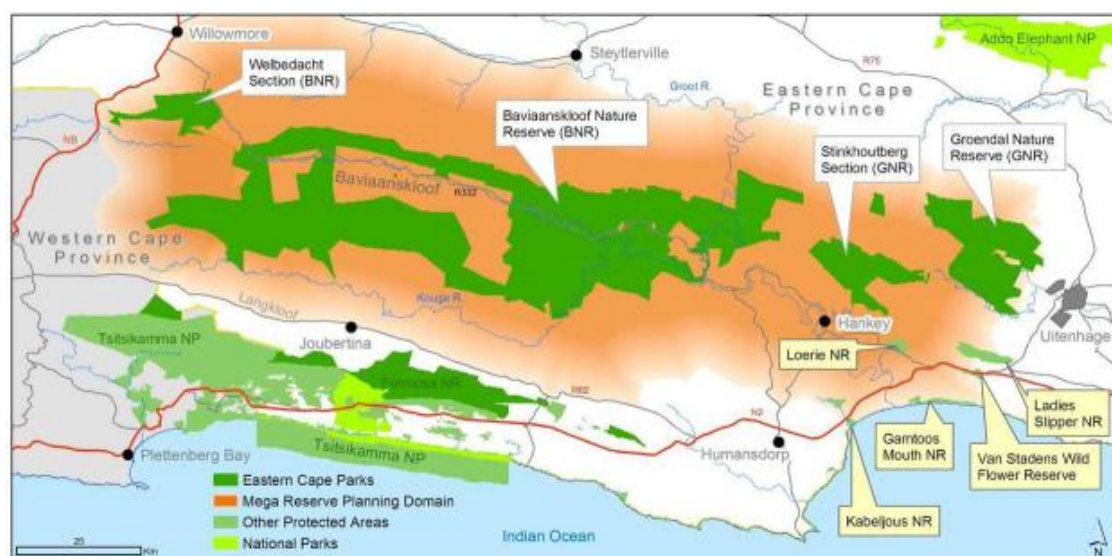 Willowmore
Steytlerville
Addo Elephant NP
R75
Welbedacht
Section (BNR)
Groot R.
Eastern Cape
Province
Baviaanskloof Nature
Reserve (BNR)
Groendal Nature
Reserve (GNR)
Stinkhoutberg
Section (GNR)
N9
Baviaanskloof
R332
Western Cape
Province
Kouga R.
Langkloof
Tsitsikamma NP
Joubertina
Hankey
Uitenhage
Loerie NR
Formosa NR
R62
N2
Ladies
Slipper NR
Plettenberg Bay
Tsitsikamma NP
Humansdorp
Gamtoos
Mouth NR
Van Stadens Wild
Flower Reserve
Kabeljous NR
Eastern Cape Parks
Mega Reserve Planning Domain
Other Protected Areas
National Parks
Indian Ocean
25
Km